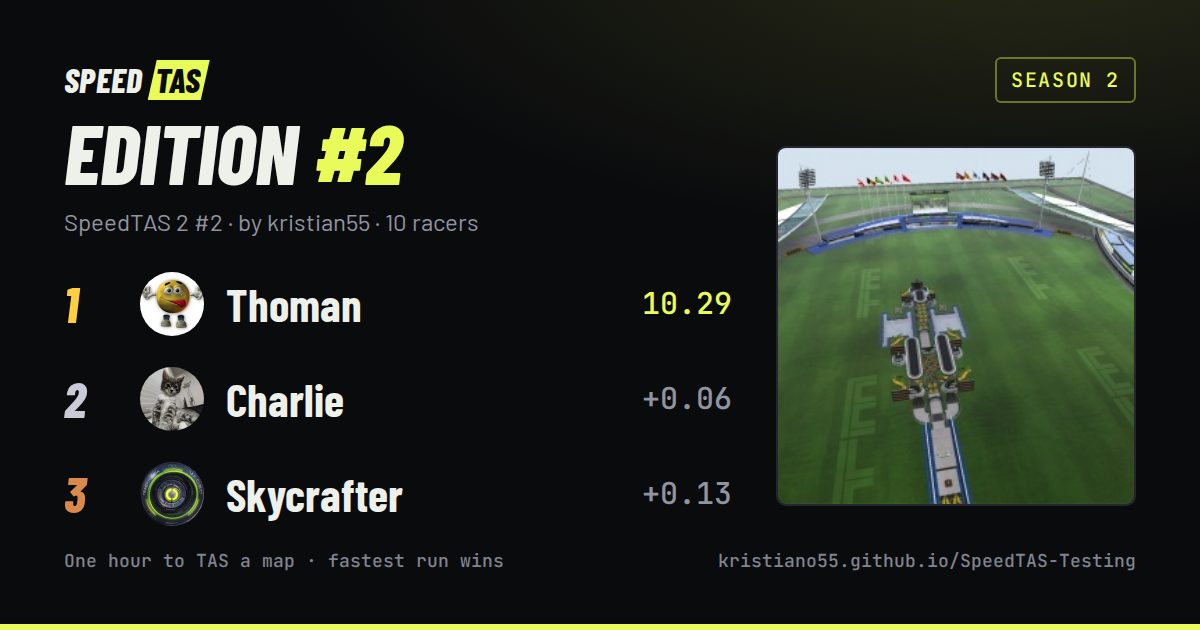 SPEED TAS
SEASON 2
EDITION #2
SpeedTAS 2 #2 · by kristian55 · 10 racers
1 Thoman 10.29
2 Charlie +0.06
3 Skycrafter +0.13
One hour to TAS a map · fastest run wins
kristiano55.github.io/SpeedTAS-Testing